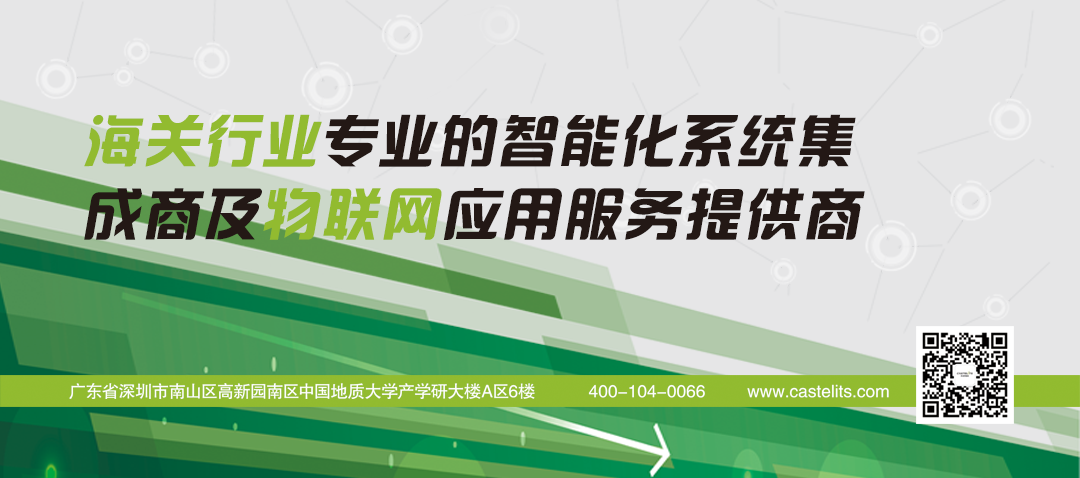 海关行业专业的智能化系统集
成商及物联网应用服务提供商
广东省深圳市南山区高新园南区中国地质大学产学研大楼A区6楼 400-104-0066 www.castelits.com